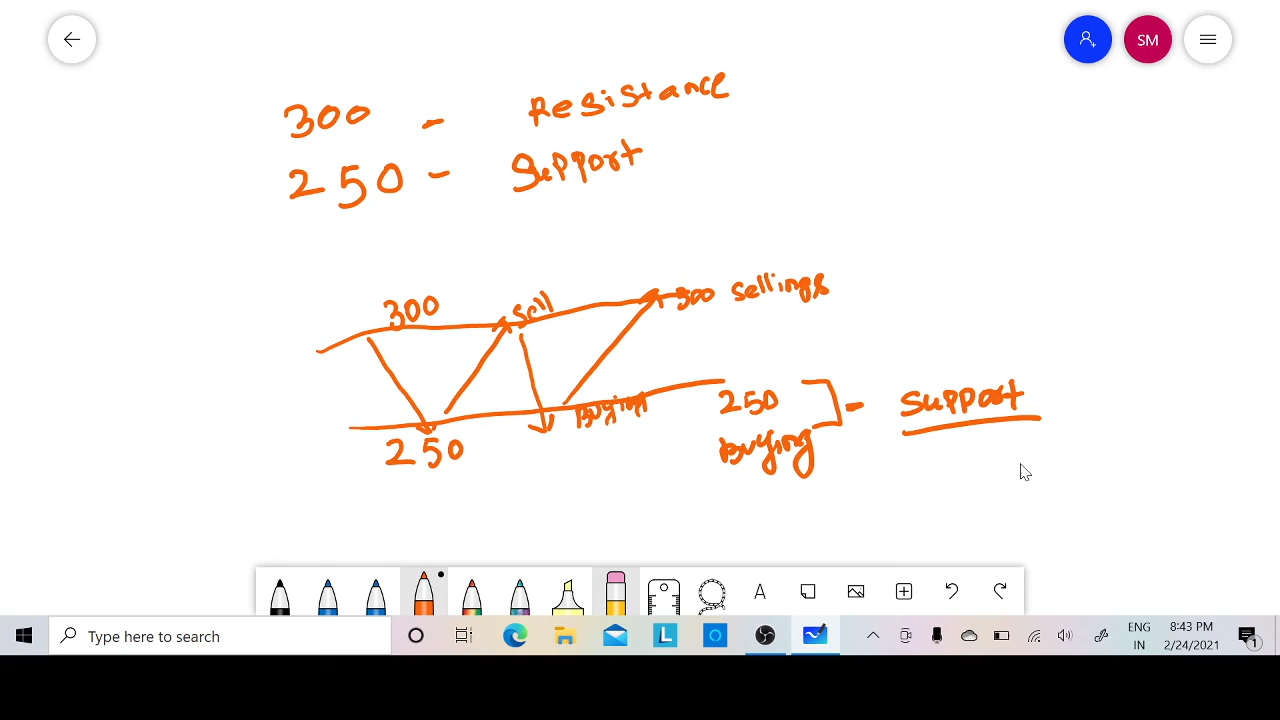 SM
300 - Resistance
250 - Support
300 Sell 300 sellings
Buying 250 - Support
250 Buying
A
Type here to search
L
ENG
IN
8:43 PM
2/24/2021
1